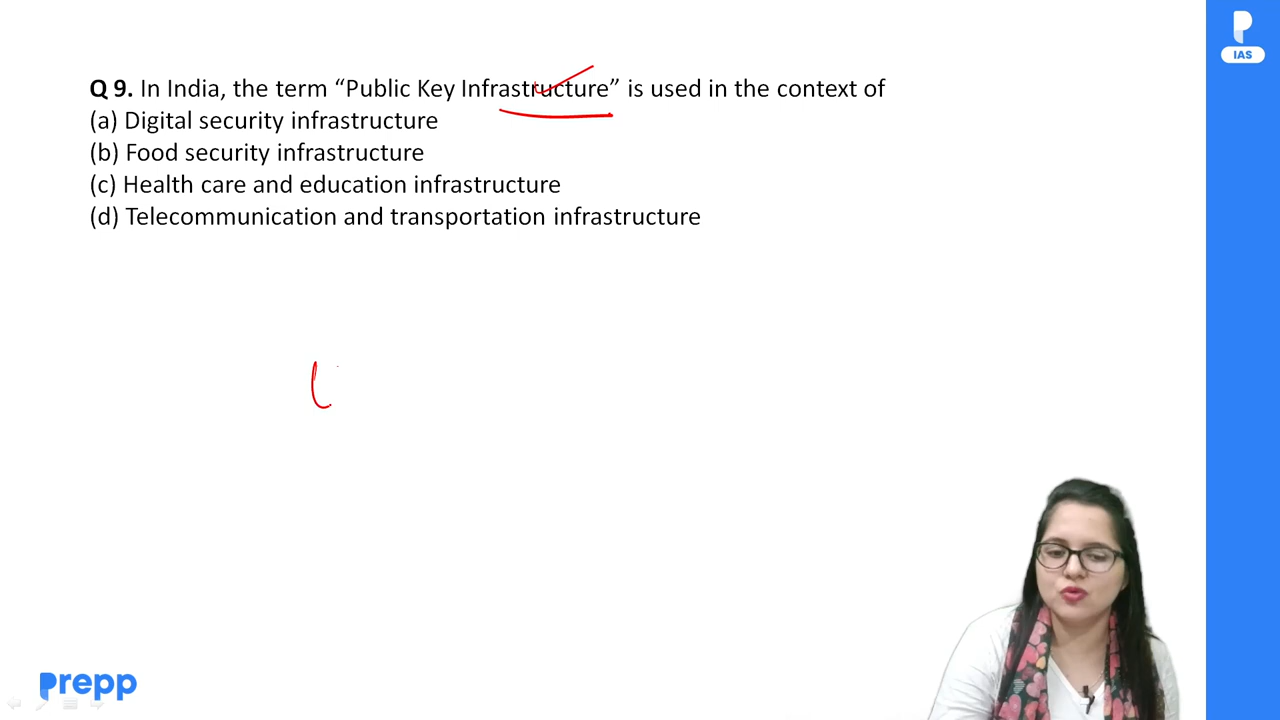 IAS
Q 9. In India, the term “Public Key Infrastructure” is used in the context of
(a) Digital security infrastructure
(b) Food security infrastructure
(c) Health care and education infrastructure
(d) Telecommunication and transportation infrastructure
prepp